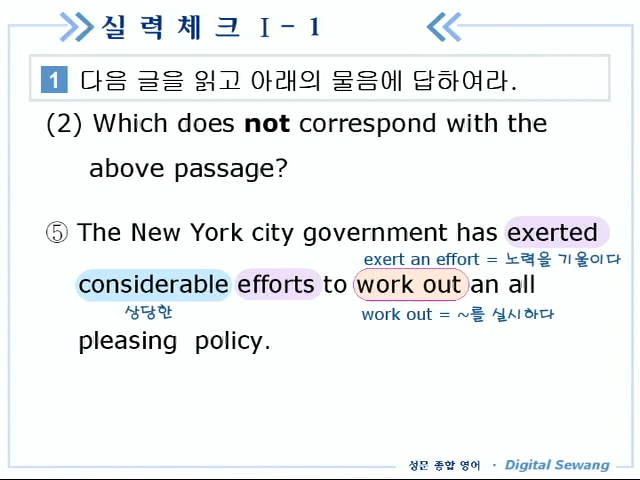 실력체크 I - 1
1 다음 글을 읽고 아래의 물음에 답하여라.
(2) Which does not correspond with the
above passage?
⑤ The New York city government has exerted
exert an effort = 노력을 기울이다
considerable efforts to work out an all
상당한 work out = ~를 실시하다
pleasing policy.
성문 종합 영어 · Digital Sewang